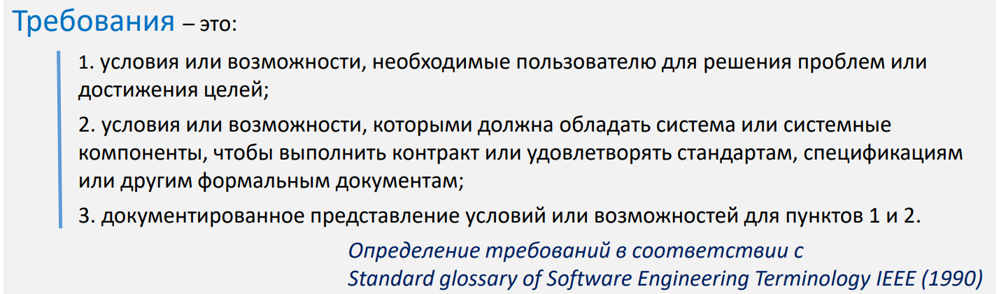 Требования – это:
1. условия или возможности, необходимые пользователю для решения проблем или
достижения целей;
2. условия или возможности, которыми должна обладать система или системные
компоненты, чтобы выполнить контракт или удовлетворять стандартам, спецификациям
или другим формальным документам;
3. документированное представление условий или возможностей для пунктов 1 и 2.
Определение требований в соответствии с
Standard glossary of Software Engineering Terminology IEEE (1990)